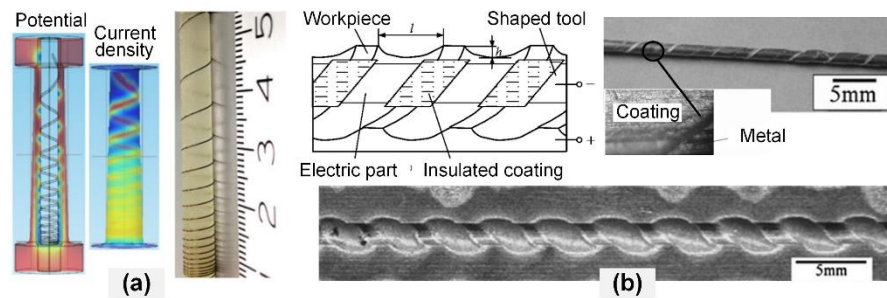 Potential
Current
density
5
4
3
2
(a)
Workpiece
Shaped tool
l
h
−
+
Electric part
Insulated coating
5mm
Coating
Metal
5mm
(b)